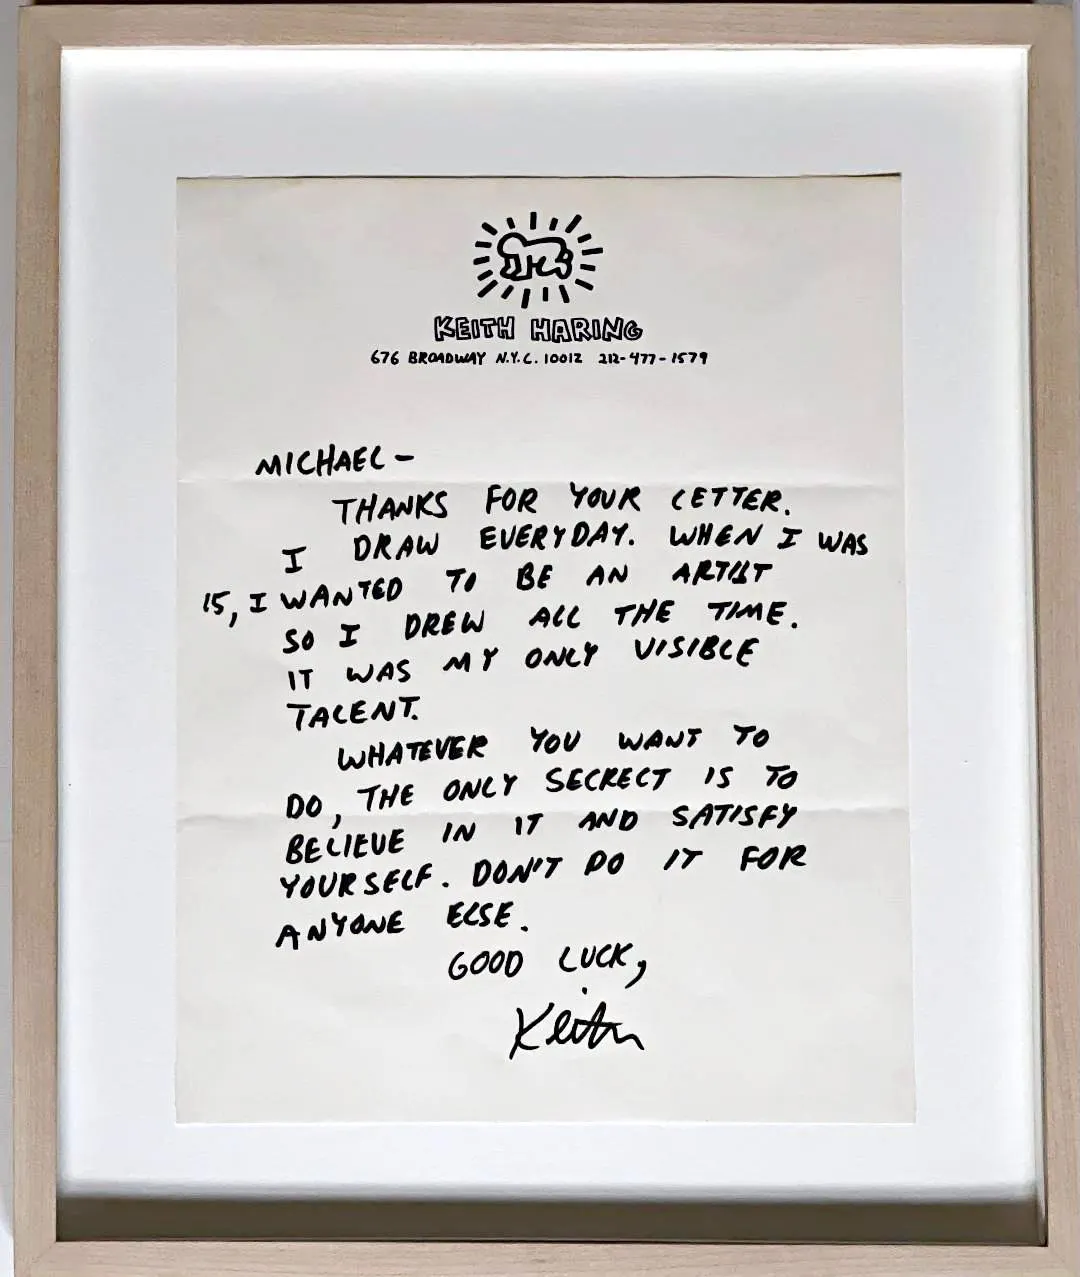 KEITH HARING
676 BROADWAY N.Y.C. 10012 212-477-1579
MICHAEL –
THANKS FOR YOUR LETTER.
I DRAW EVERYDAY. WHEN I WAS
15, I WANTED TO BE AN ARTIST
SO I DREW ALL THE TIME.
IT WAS MY ONLY VISIBLE
TALENT.
WHATEVER YOU WANT TO
DO, THE ONLY SECRECT IS TO
BELIEVE IN IT AND SATISFY
YOURSELF. DON'T DO IT FOR
ANYONE ELSE.
GOOD LUCK,
Keith